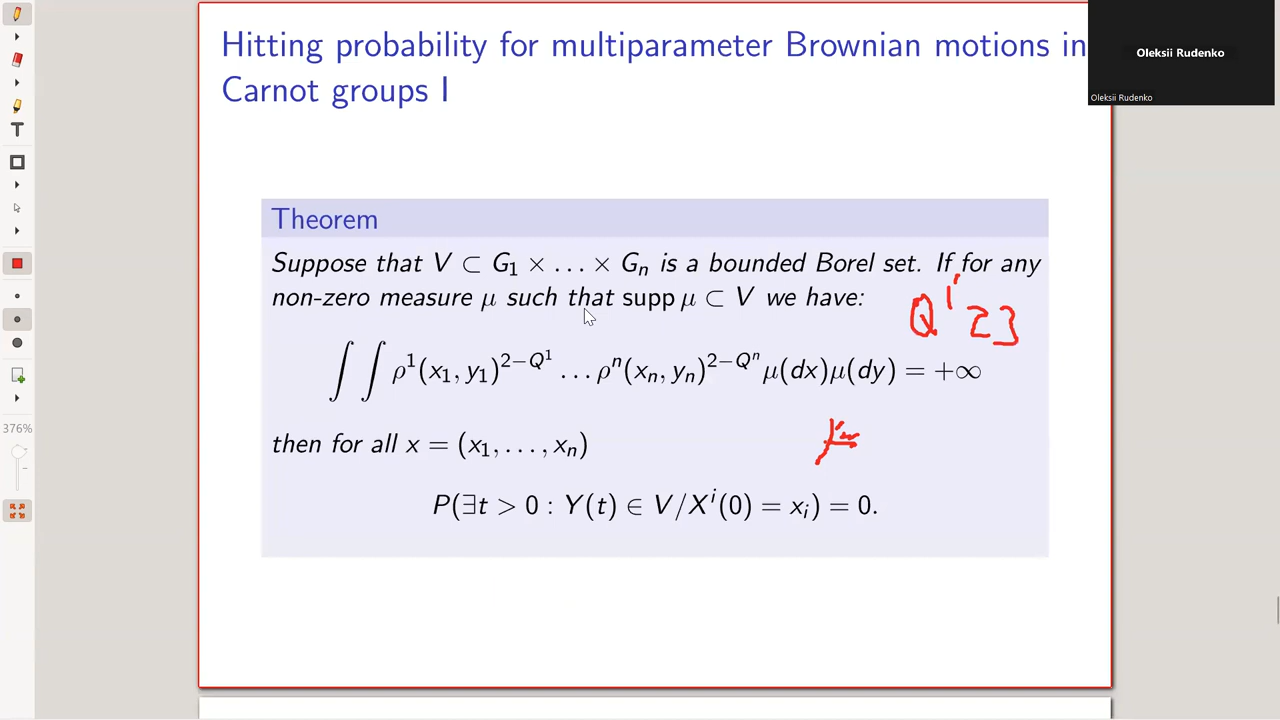 Hitting probability for multiparameter Brownian motions in
Carnot groups I
Oleksii Rudenko
Oleksii Rudenko
Theorem
Suppose that V ⊂ G₁ × … × Gₙ is a bounded Borel set. If for any
non-zero measure μ such that supp μ ⊂ V we have:
∫ ∫ ρ¹(x₁, y₁)^{2−Q¹} … ρⁿ(xₙ, yₙ)^{2−Qⁿ} μ(dx)μ(dy) = +∞
then for all x = (x₁, …, xₙ)
P(∃t > 0 : Y(t) ∈ V/Xⁱ(0) = xᵢ) = 0.
T
376%